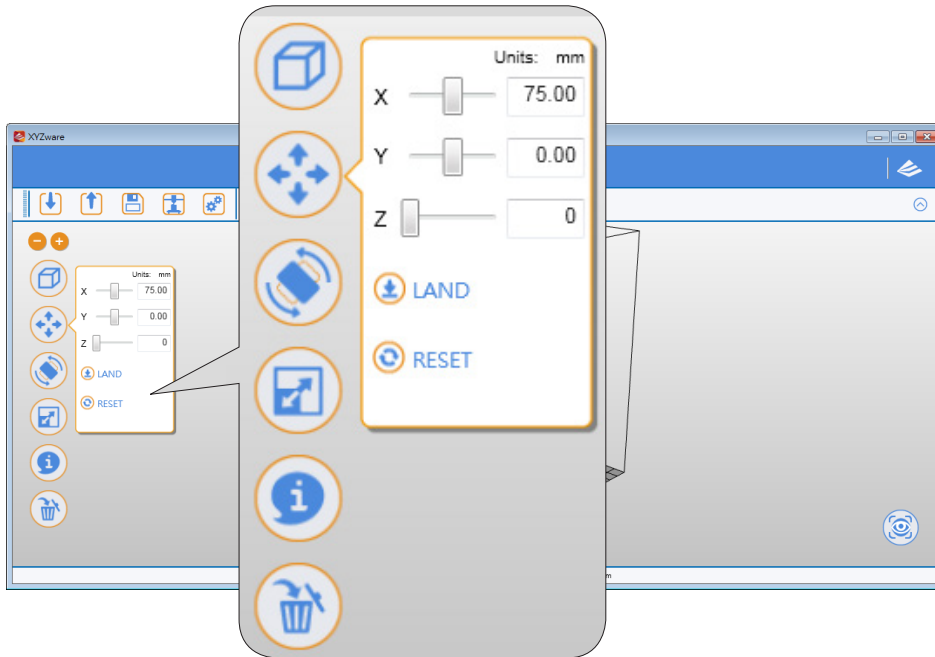 XYZware
Units: mm
X 75.00
Y 0.00
Z 0
LAND
RESET
Units: mm
X 75.00
Y 0.00
Z 0
LAND
RESET
m